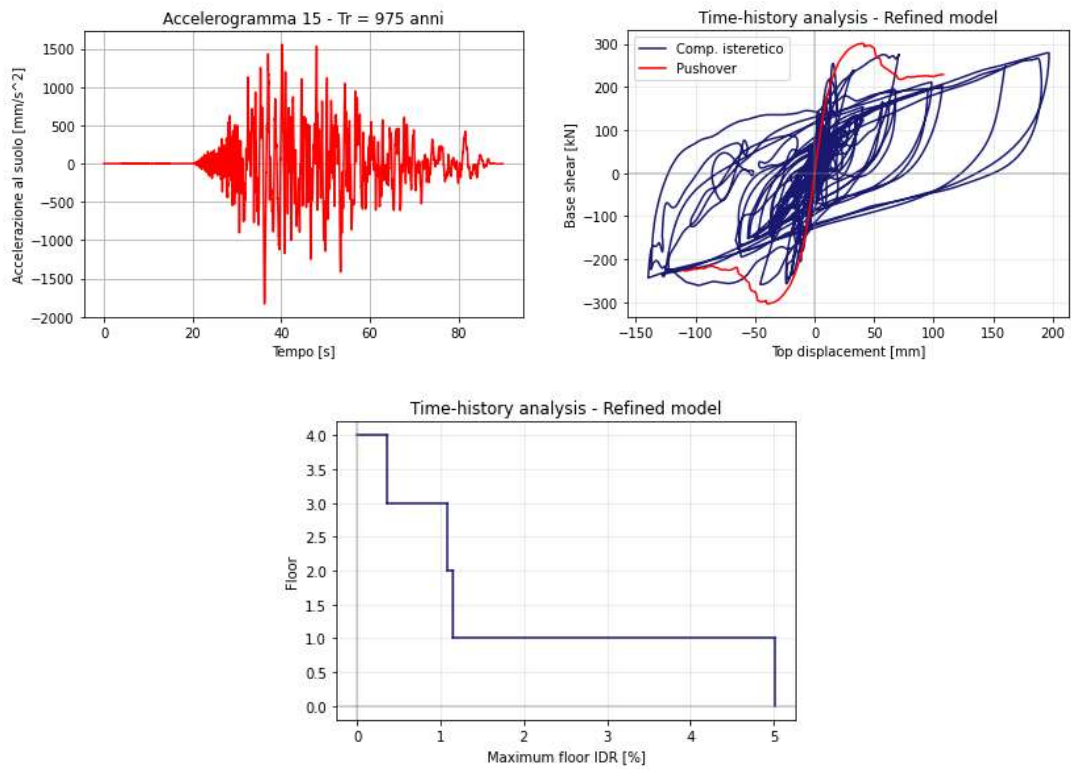 Accelerogramma 15 - Tr = 975 anni
Accelerazione al suolo [mm/s^2]
1500
1000
500
0
−500
−1000
−1500
−2000
0 20 40 60 80
Tempo [s]
Time-history analysis - Refined model
Comp. isteretico
Pushover
Base shear [kN]
300
200
100
0
−100
−200
−300
−150 −100 −50 0 50 100 150 200
Top displacement [mm]
Time-history analysis - Refined model
Floor
4.0
3.5
3.0
2.5
2.0
1.5
1.0
0.5
0.0
0 1 2 3 4 5
Maximum floor IDR [%]